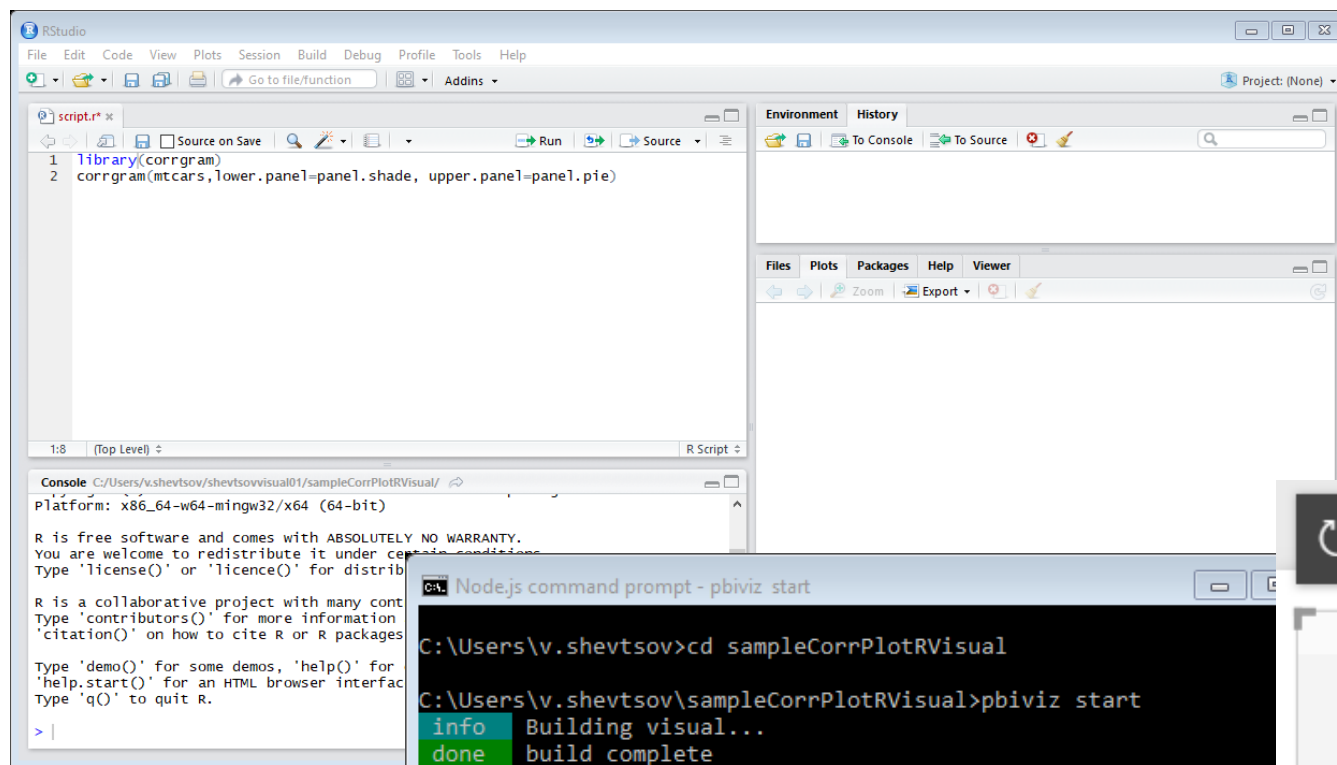 RStudio
File Edit Code View Plots Session Build Debug Profile Tools Help
Go to file/function Addins Project: (None)
script.r*
Source on Save Run Source
1 library(corrgram)
2 corrgram(mtcars,lower.panel=panel.shade, upper.panel=panel.pie)
1:8 (Top Level) R Script
Console C:/Users/v.shevtsov/shevtsovvisual01/sampleCorrPlotRVisual/
Platform: x86_64-w64-mingw32/x64 (64-bit)
R is free software and comes with ABSOLUTELY NO WARRANTY.
You are welcome to redistribute it under certain conditions
Type 'license()' or 'licence()' for distrib
R is a collaborative project with many cont
Type 'contributors()' for more information
'citation()' on how to cite R or R packages
Type 'demo()' for some demos, 'help()' for
'help.start()' for an HTML browser interfac
Type 'q()' to quit R.
>
Environment History
To Console To Source
Files Plots Packages Help Viewer
Zoom Export
Node.js command prompt - pbiviz start
C:\Users\v.shevtsov>cd sampleCorrPlotRVisual
C:\Users\v.shevtsov\sampleCorrPlotRVisual>pbiviz start
info Building visual...
done build complete